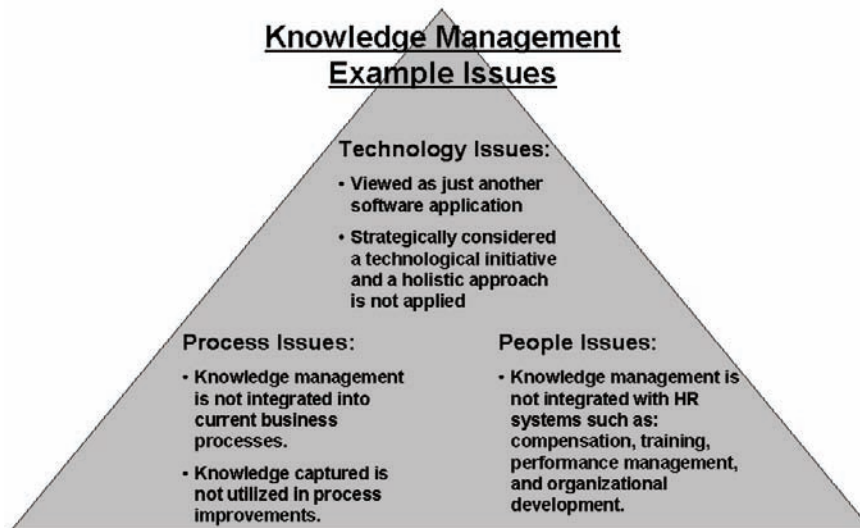 Knowledge Management
Example Issues
Technology Issues:
• Viewed as just another
software application
• Strategically considered
a technological initiative
and a holistic approach
is not applied
Process Issues:
• Knowledge management
is not integrated into
current business
processes.
• Knowledge captured is
not utilized in process
improvements.
People Issues:
• Knowledge management is
not integrated with HR
systems such as:
compensation, training,
performance management,
and organizational
development.